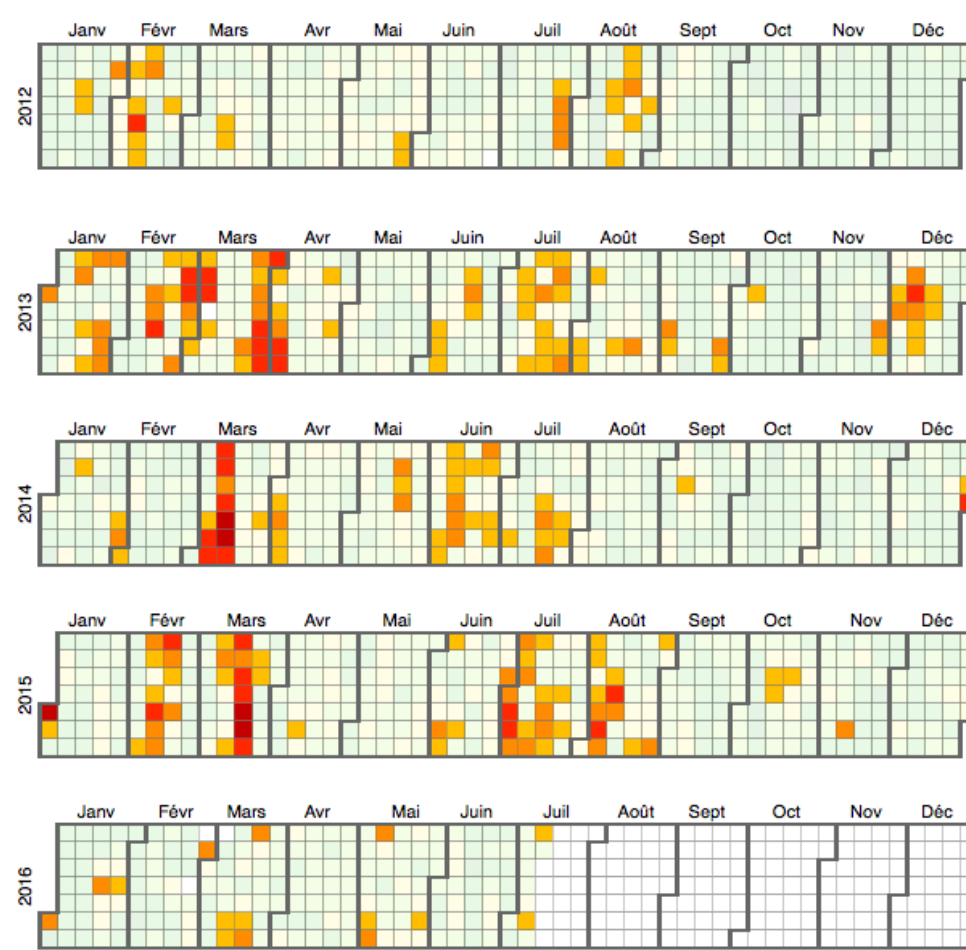 Janv Févr Mars Avr Mai Juin Juil Août Sept Oct Nov Déc
2012
Janv Févr Mars Avr Mai Juin Juil Août Sept Oct Nov Déc
2013
Janv Févr Mars Avr Mai Juin Juil Août Sept Oct Nov Déc
2014
Janv Févr Mars Avr Mai Juin Juil Août Sept Oct Nov Déc
2015
Janv Févr Mars Avr Mai Juin Juil Août Sept Oct Nov Déc
2016